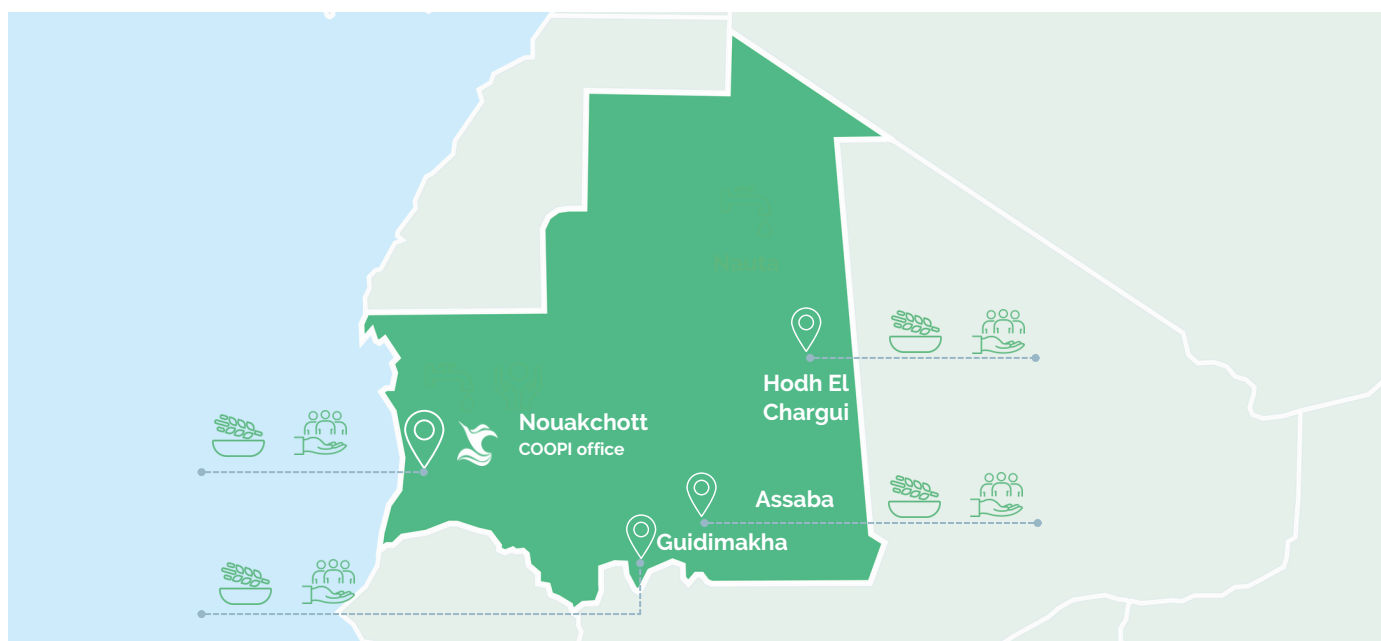 Hodh El
Chargui
Nouakchott
COOPI office
Assaba
Guidimakha